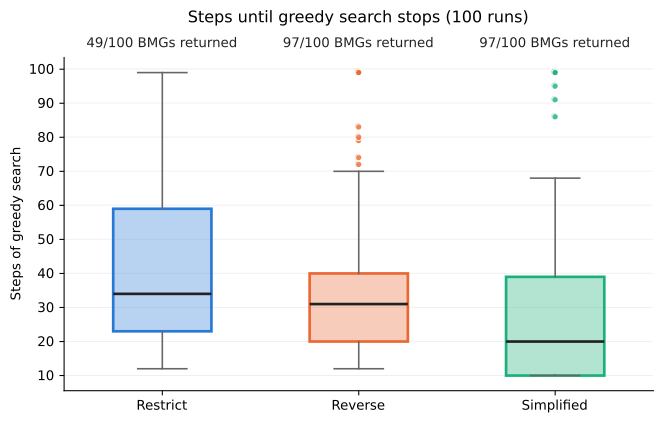 Steps until greedy search stops (100 runs)
49/100 BMGs returned
97/100 BMGs returned
97/100 BMGs returned
Steps of greedy search
100
90
80
70
60
50
40
30
20
10
Restrict
Reverse
Simplified